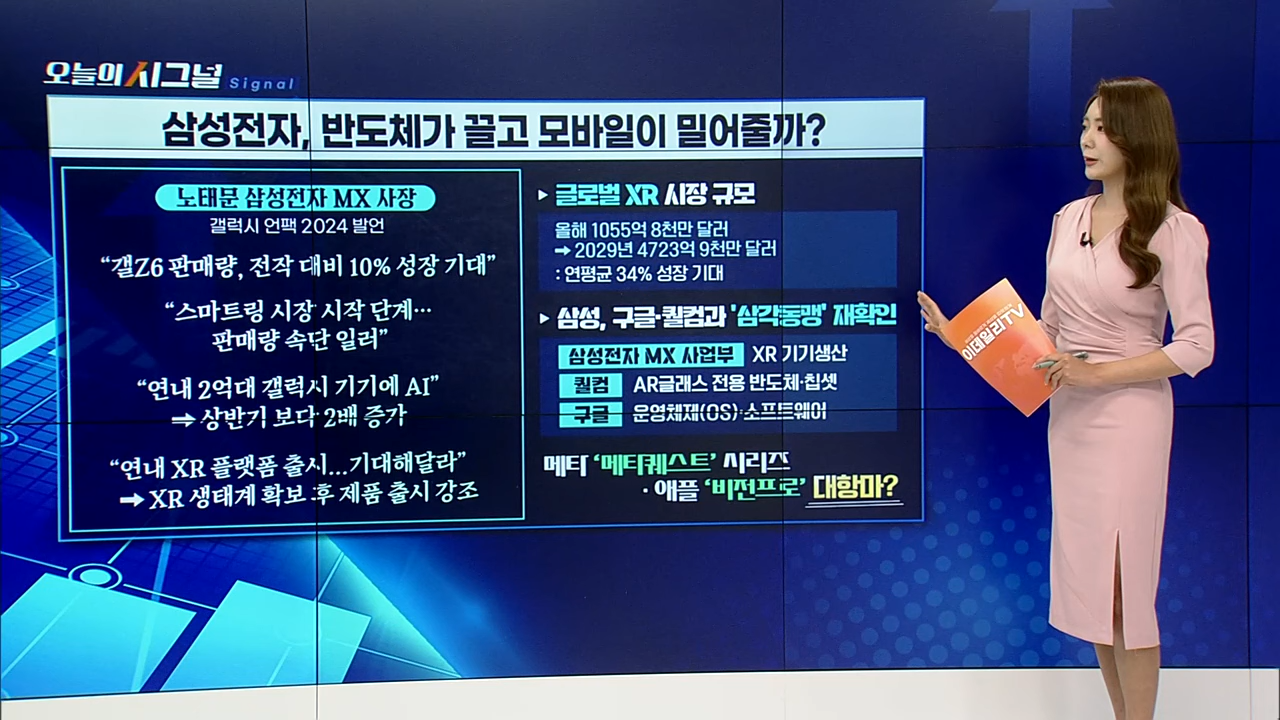 오늘의 시그널 Signal
삼성전자, 반도체가 끌고 모바일이 밀어줄까?
노태문 삼성전자 MX 사장
갤럭시 언팩 2024 발언
“갤Z6 판매량, 전작 대비 10% 성장 기대”
“스마트링 시장 시작 단계…
판매량 속단 일러”
“연내 2억대 갤럭시 기기에 AI”
⇒ 상반기 보다 2배 증가
“연내 XR 플랫폼 출시…기대해달라”
➡ XR 생태계 확보 후 제품 출시 강조
▶ 글로벌 XR 시장 규모
올해 1055억 8천만 달러
➡ 2029년 4723억 9천만 달러
: 연평균 34% 성장 기대
▶ 삼성, 구글·퀄컴과 '삼각동맹' 재확인
삼성전자 MX 사업부 XR 기기생산
퀄컴 AR글래스 전용 반도체·칩셋
구글 운영체제(OS)·소프트웨어
메타 ‘메타퀘스트’ 시리즈
· 애플 ‘비전프로’ 대항마?
이데일리TV